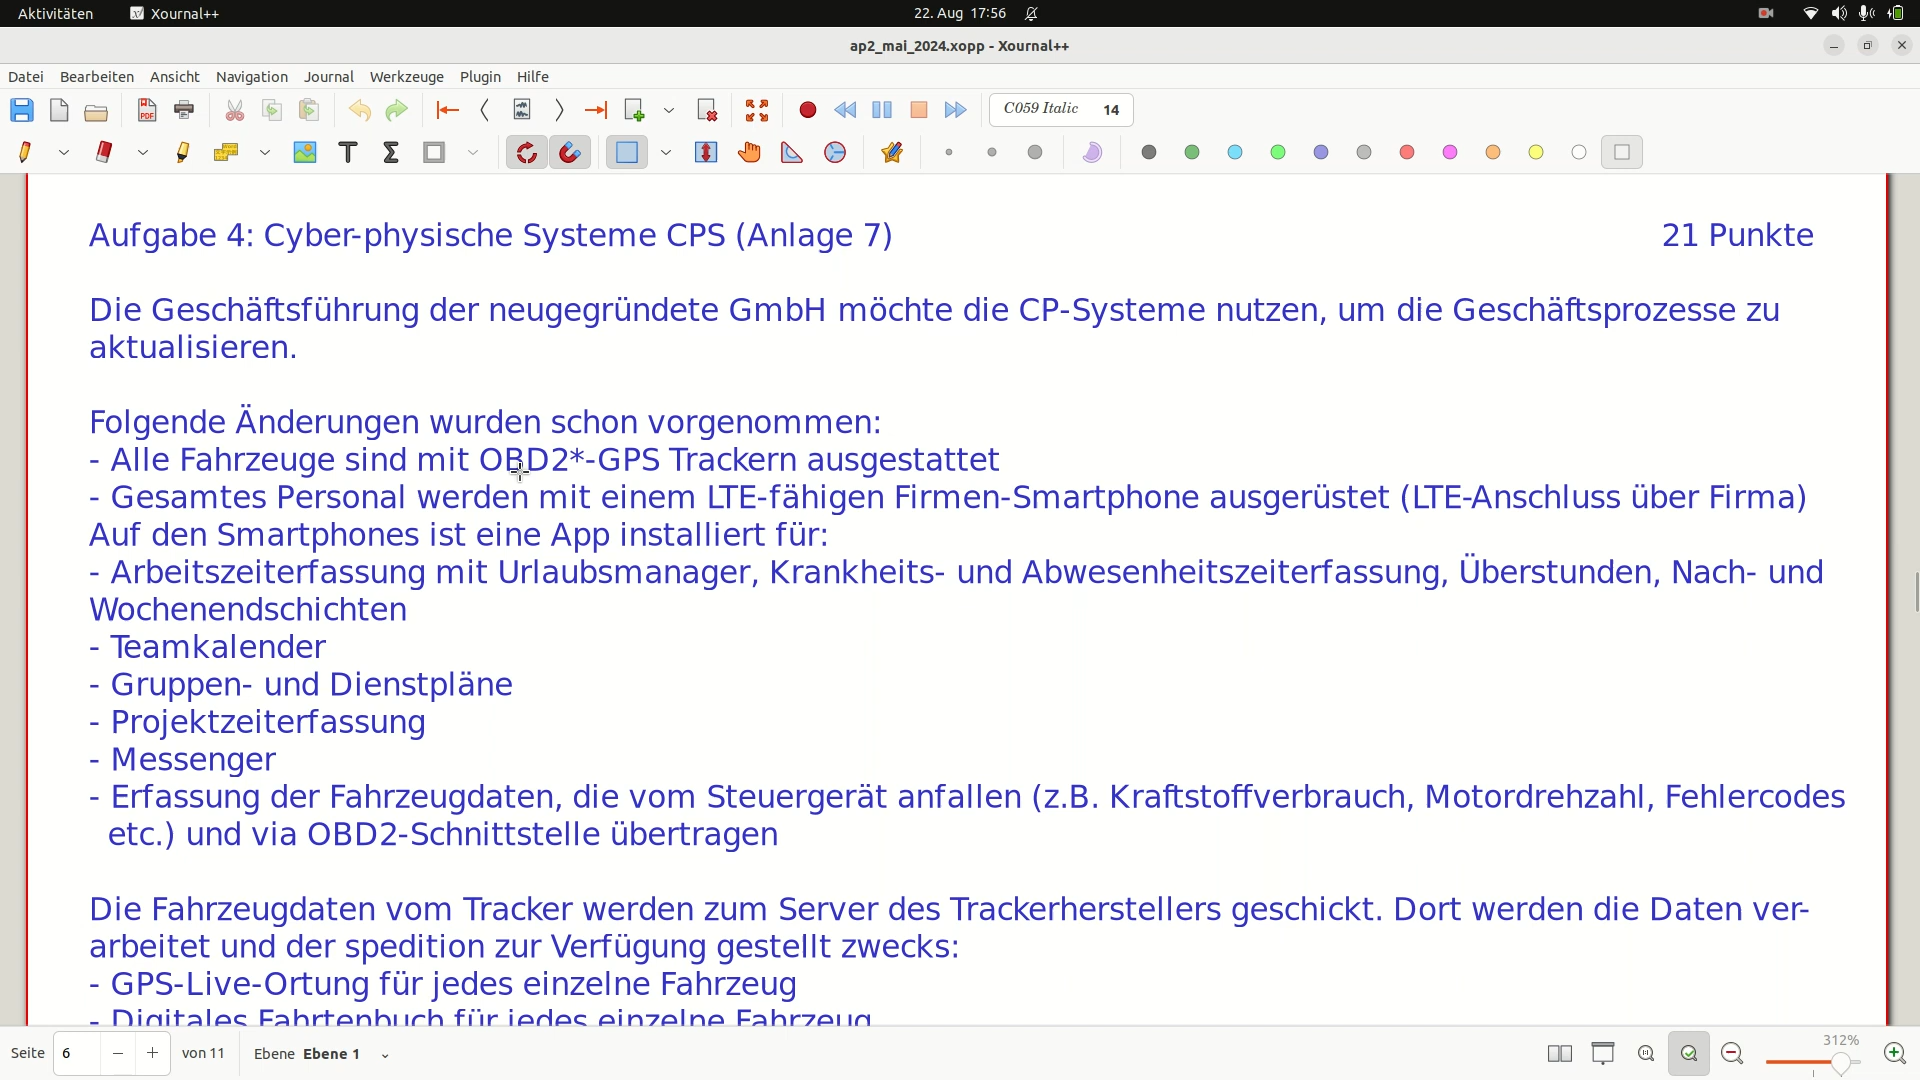 Aktivitäten Xournal++ 22. Aug 17:56
ap2_mai_2024.xopp - Xournal++
Datei Bearbeiten Ansicht Navigation Journal Werkzeuge Plugin Hilfe
C059 Italic 14
Aufgabe 4: Cyber-physische Systeme CPS (Anlage 7) 21 Punkte
Die Geschäftsführung der neugegründete GmbH möchte die CP-Systeme nutzen, um die Geschäftsprozesse zu
aktualisieren.
Folgende Änderungen wurden schon vorgenommen:
- Alle Fahrzeuge sind mit OBD2*-GPS Trackern ausgestattet
- Gesamtes Personal werden mit einem LTE-fähigen Firmen-Smartphone ausgerüstet (LTE-Anschluss über Firma)
Auf den Smartphones ist eine App installiert für:
- Arbeitszeiterfassung mit Urlaubsmanager, Krankheits- und Abwesenheitszeiterfassung, Überstunden, Nach- und
Wochenendschichten
- Teamkalender
- Gruppen- und Dienstpläne
- Projektzeiterfassung
- Messenger
- Erfassung der Fahrzeugdaten, die vom Steuergerät anfallen (z.B. Kraftstoffverbrauch, Motordrehzahl, Fehlercodes
etc.) und via OBD2-Schnittstelle übertragen
Die Fahrzeugdaten vom Tracker werden zum Server des Trackerherstellers geschickt. Dort werden die Daten ver-
arbeitet und der spedition zur Verfügung gestellt zwecks:
- GPS-Live-Ortung für jedes einzelne Fahrzeug
- Digitales Fahrtenbuch für jedes einzelne Fahrzeug
Seite 6 von 11 Ebene Ebene 1 312%